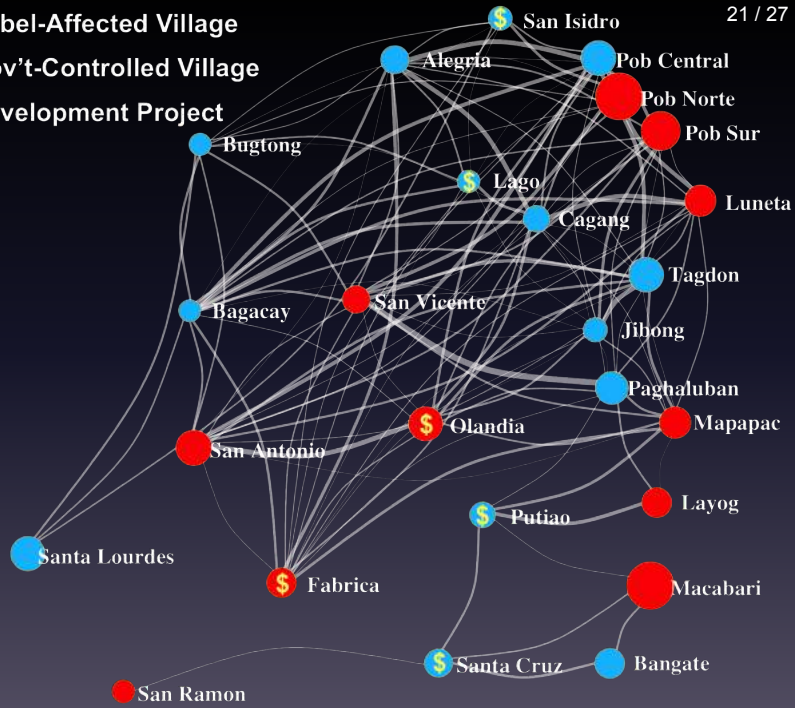 21 / 27
bel-Affected Village
ov't-Controlled Village
velopment Project
$ San Isidro
Alegria
Pob Central
Pob Norte
Pob Sur
Bugtong
$ Lago
Luneta
Cagang
Tagdon
San Vicente
Bagacay
Jibong
Paghaluban
$ Olandia
Mapapac
San Antonio
Layog
$ Putiao
Santa Lourdes
$ Fabrica
Macabari
$ Santa Cruz
Bangate
San Ramon